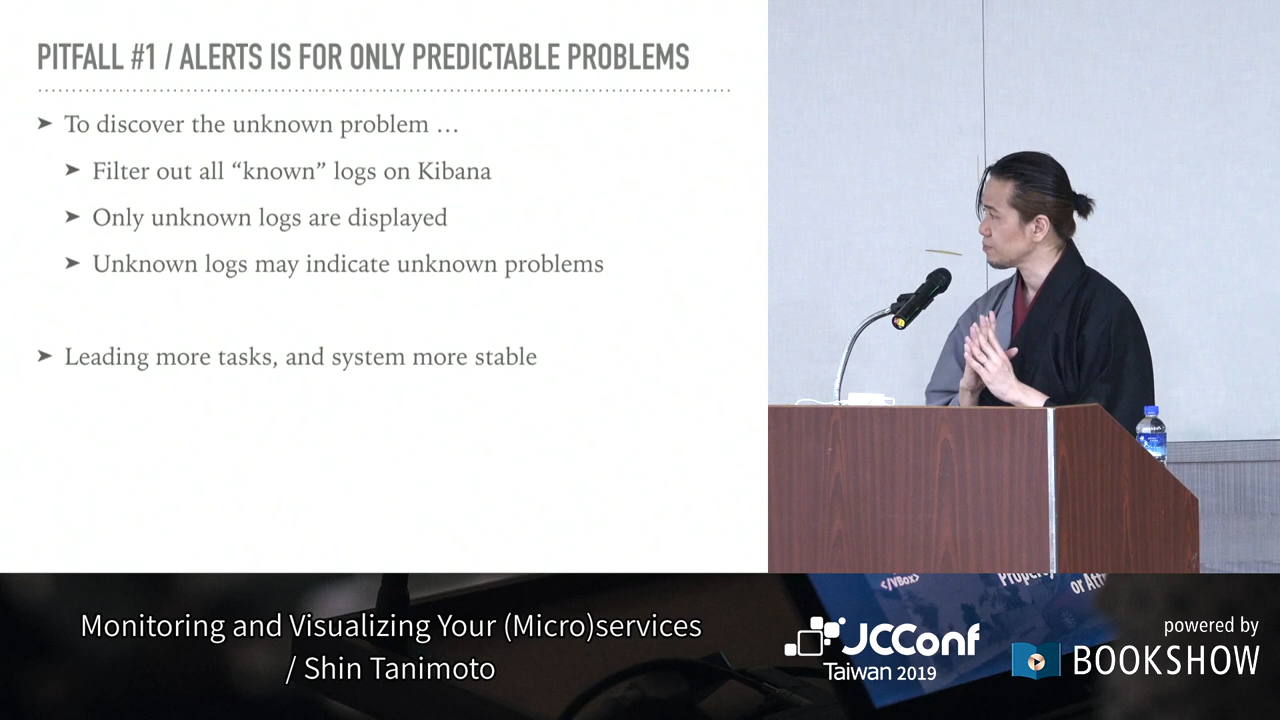 PITFALL #1 / ALERTS IS FOR ONLY PREDICTABLE PROBLEMS
➤ To discover the unknown problem …
➤ Filter out all “known” logs on Kibana
➤ Only unknown logs are displayed
➤ Unknown logs may indicate unknown problems
➤ Leading more tasks, and system more stable
</VBox>
or
Monitoring and Visualizing Your (Micro)services
/ Shin Tanimoto
JCConf
Taiwan 2019
powered by
BOOKSHOW